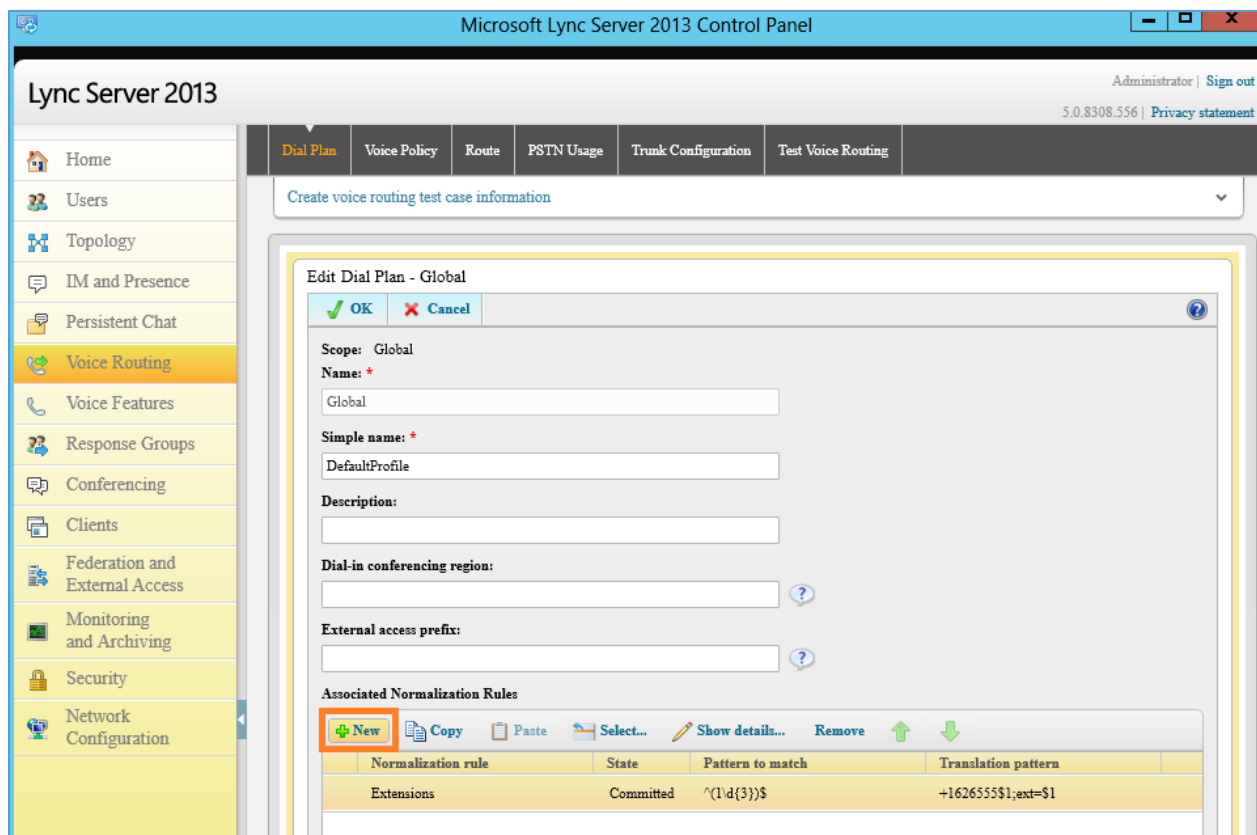 Microsoft Lync Server 2013 Control Panel
Lync Server 2013
Administrator | Sign out
5.0.8308.556 | Privacy statement
Home
Users
Topology
IM and Presence
Persistent Chat
Voice Routing
Voice Features
Response Groups
Conferencing
Clients
Federation and
External Access
Monitoring
and Archiving
Security
Network
Configuration
Dial Plan Voice Policy Route PSTN Usage Trunk Configuration Test Voice Routing
Create voice routing test case information
Edit Dial Plan - Global
OK Cancel
Scope: Global
Name: *
Global
Simple name: *
DefaultProfile
Description:
Dial-in conferencing region:
External access prefix:
Associated Normalization Rules
New Copy Paste Select... Show details... Remove
Normalization rule State Pattern to match Translation pattern
Extensions Committed ^(1\d{3})$ +1626555$1;ext=$1